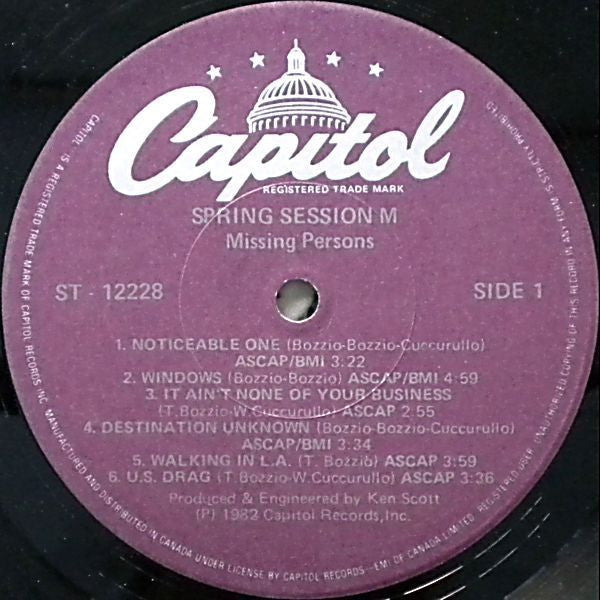 Capitol
REGISTERED TRADE MARK
SPRING SESSION M
Missing Persons
ST - 12228
SIDE 1
1. NOTICEABLE ONE (Bozzio-Bozzio-Cuccurullo)
ASCAP/BMI 3:22
2. WINDOWS (Bozzio-Bozzio) ASCAP/BMI 4:59
3. IT AIN'T NONE OF YOUR BUSINESS
(T.Bozzio-W.Cuccurullo) ASCAP 2:55
4. DESTINATION UNKNOWN (Bozzio-Bozzio-Cuccurullo)
ASCAP/BMI 3:34
5. WALKING IN L.A. (T. Bozzio) ASCAP 3:59
6. U.S. DRAG (T.Bozzio-W.Cuccurullo) ASCAP 3:36
Produced & Engineered by Ken Scott
(P) 1982 Capitol Records,Inc.
CAPITOL - IS A REGISTERED TRADE MARK OF CAPITOL RECORDS INC. MANUFACTURED AND DISTRIBUTED IN CANADA UNDER LICENSE BY CAPITOL RECORDS—EMI OF CANADA LIMITED. REGISTERED USER. UNAUTHORIZED COPYING OF THIS RECORD IN ANY FORM IS STRICTLY PROHIBITED